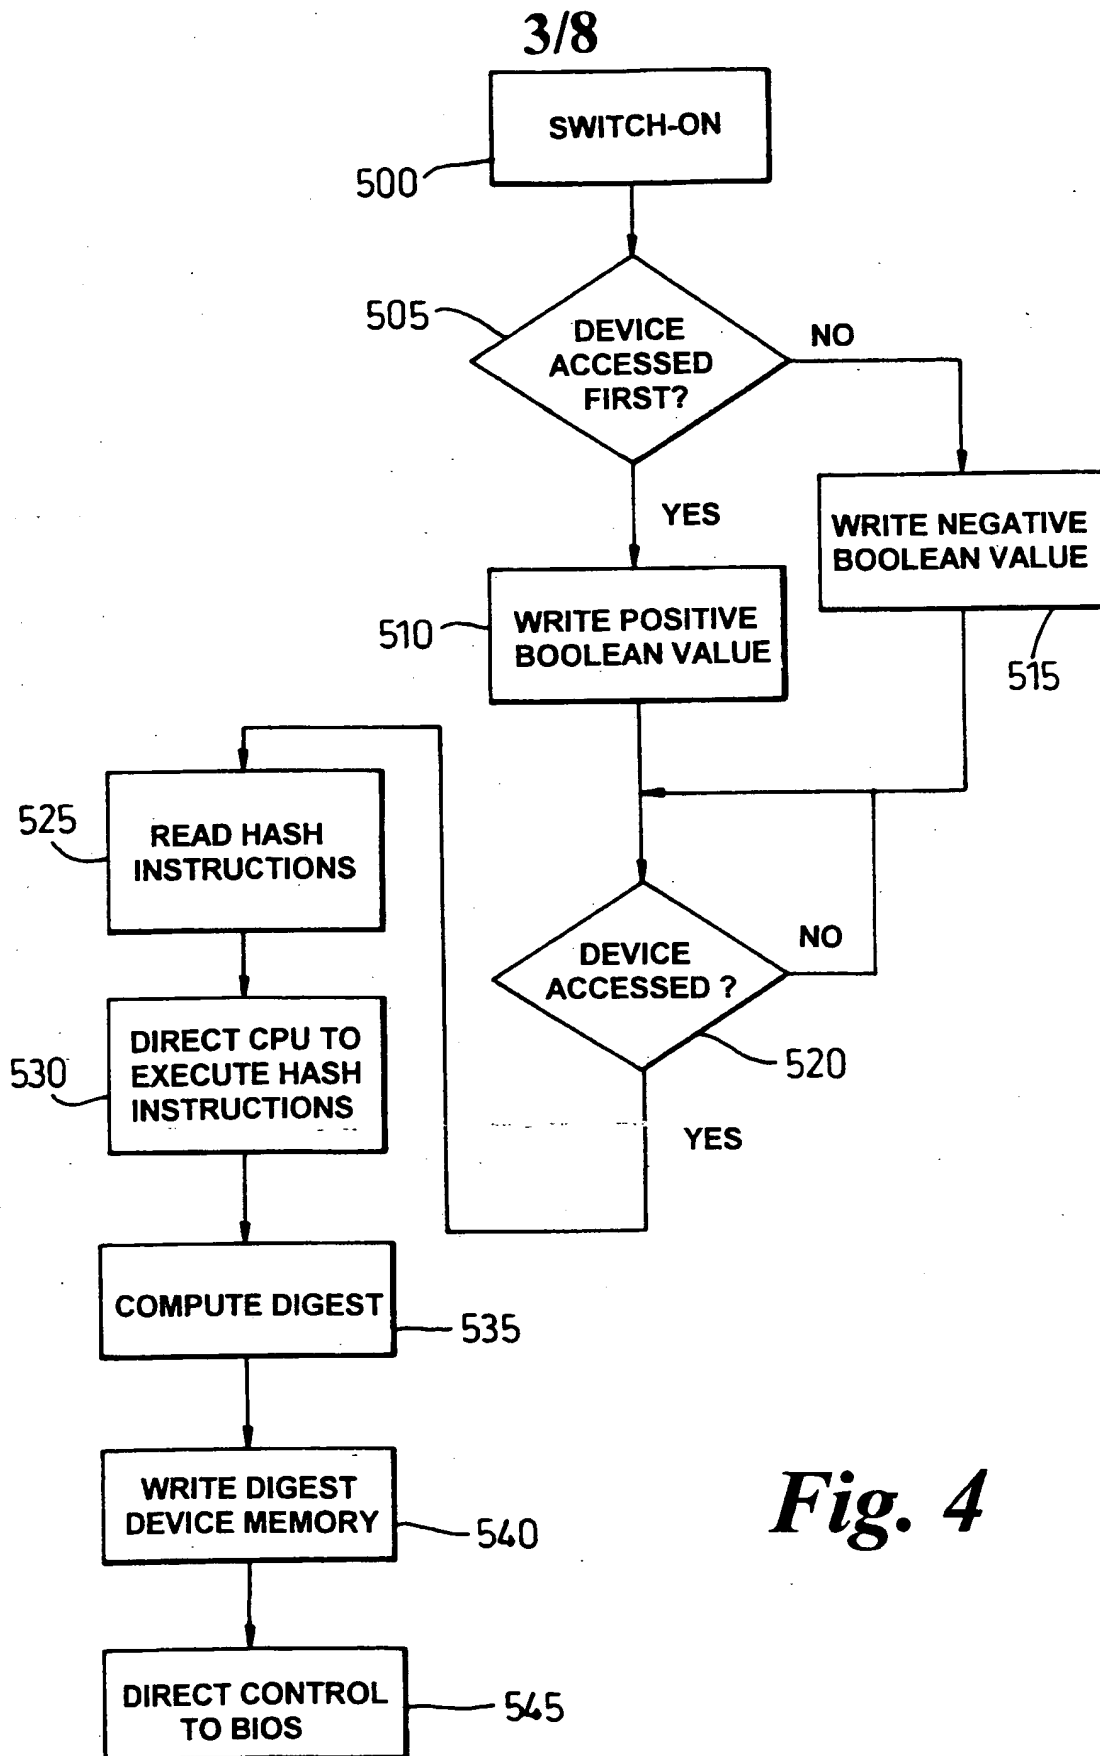 3/8
SWITCH-ON
500
505
DEVICE
ACCESSED
FIRST?
NO
YES
WRITE NEGATIVE
BOOLEAN VALUE
515
510
WRITE POSITIVE
BOOLEAN VALUE
525
READ HASH
INSTRUCTIONS
DEVICE
ACCESSED ?
NO
520
YES
530
DIRECT CPU TO
EXECUTE HASH
INSTRUCTIONS
COMPUTE DIGEST
535
WRITE DIGEST
DEVICE MEMORY
540
DIRECT CONTROL
TO BIOS
545
Fig. 4